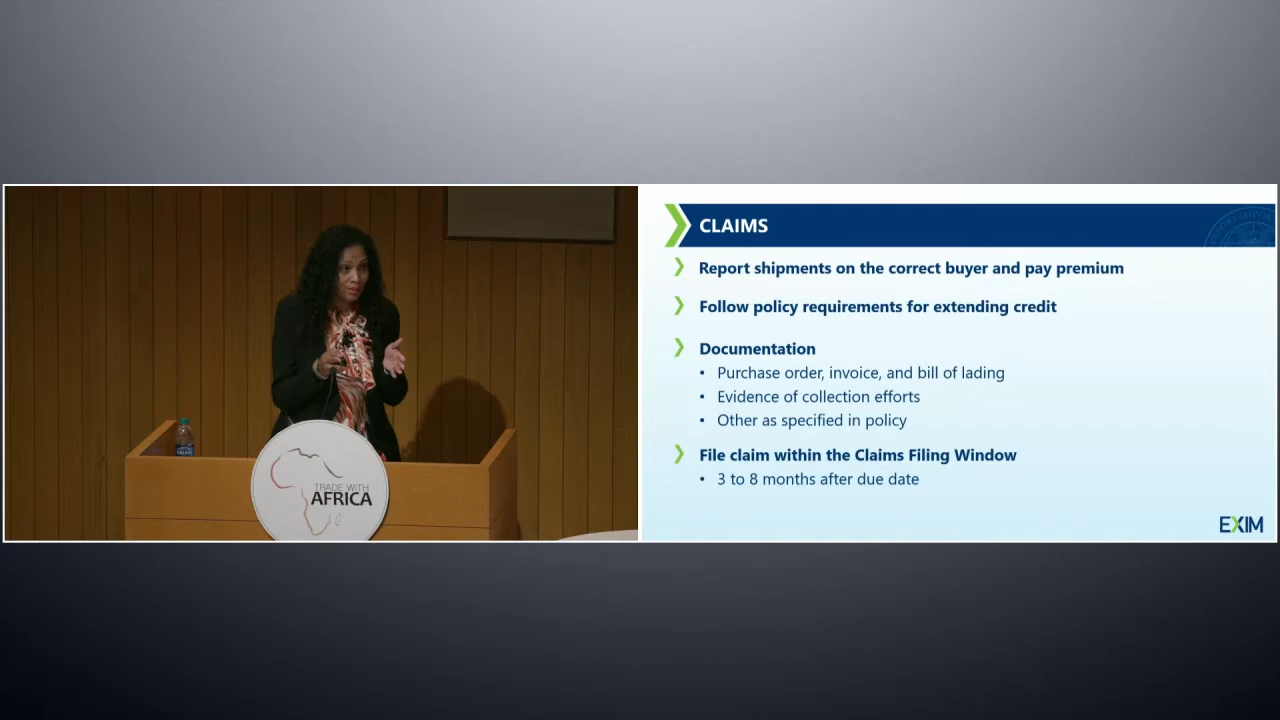 TRADE WITH
AFRICA
CLAIMS
Report shipments on the correct buyer and pay premium
Follow policy requirements for extending credit
Documentation
• Purchase order, invoice, and bill of lading
• Evidence of collection efforts
• Other as specified in policy
File claim within the Claims Filing Window
• 3 to 8 months after due date
EXIM